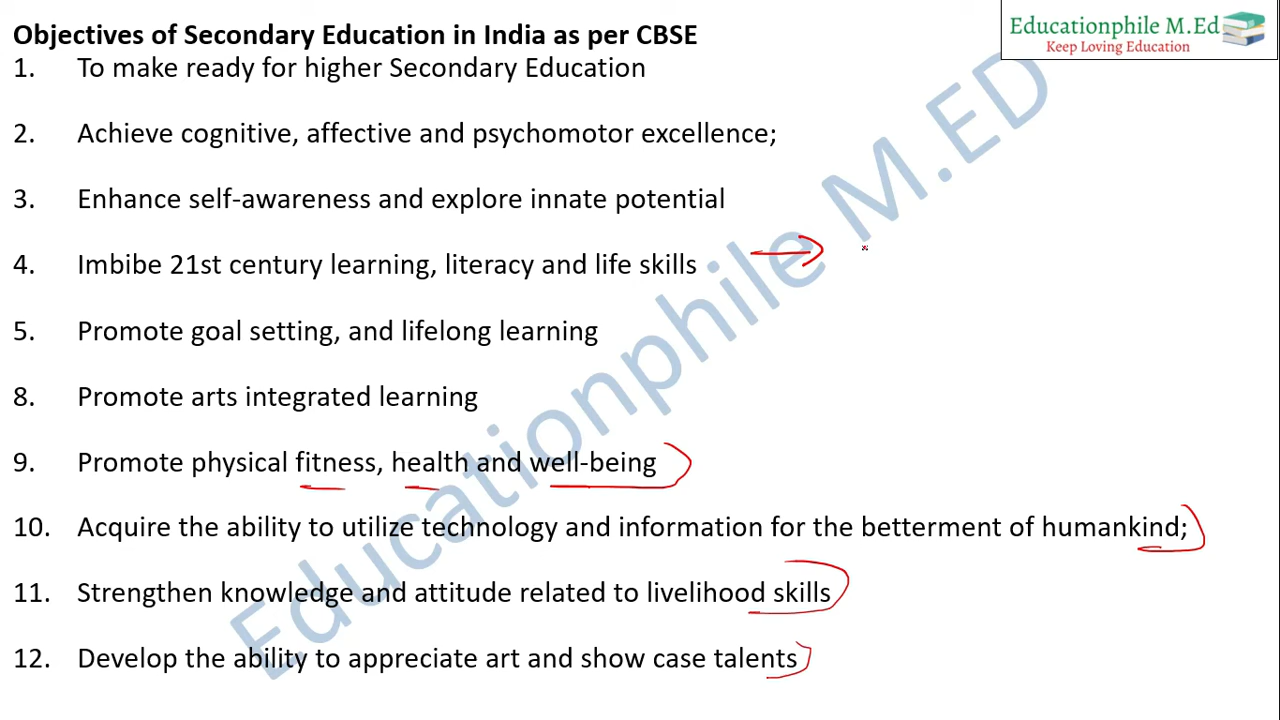 Objectives of Secondary Education in India as per CBSE
Educationphile M.Ed
Keep Loving Education
1. To make ready for higher Secondary Education
2. Achieve cognitive, affective and psychomotor excellence;
3. Enhance self-awareness and explore innate potential
4. Imbibe 21st century learning, literacy and life skills
5. Promote goal setting, and lifelong learning
8. Promote arts integrated learning
9. Promote physical fitness, health and well-being
10. Acquire the ability to utilize technology and information for the betterment of humankind;
11. Strengthen knowledge and attitude related to livelihood skills
12. Develop the ability to appreciate art and show case talents
Educationphile M.ED